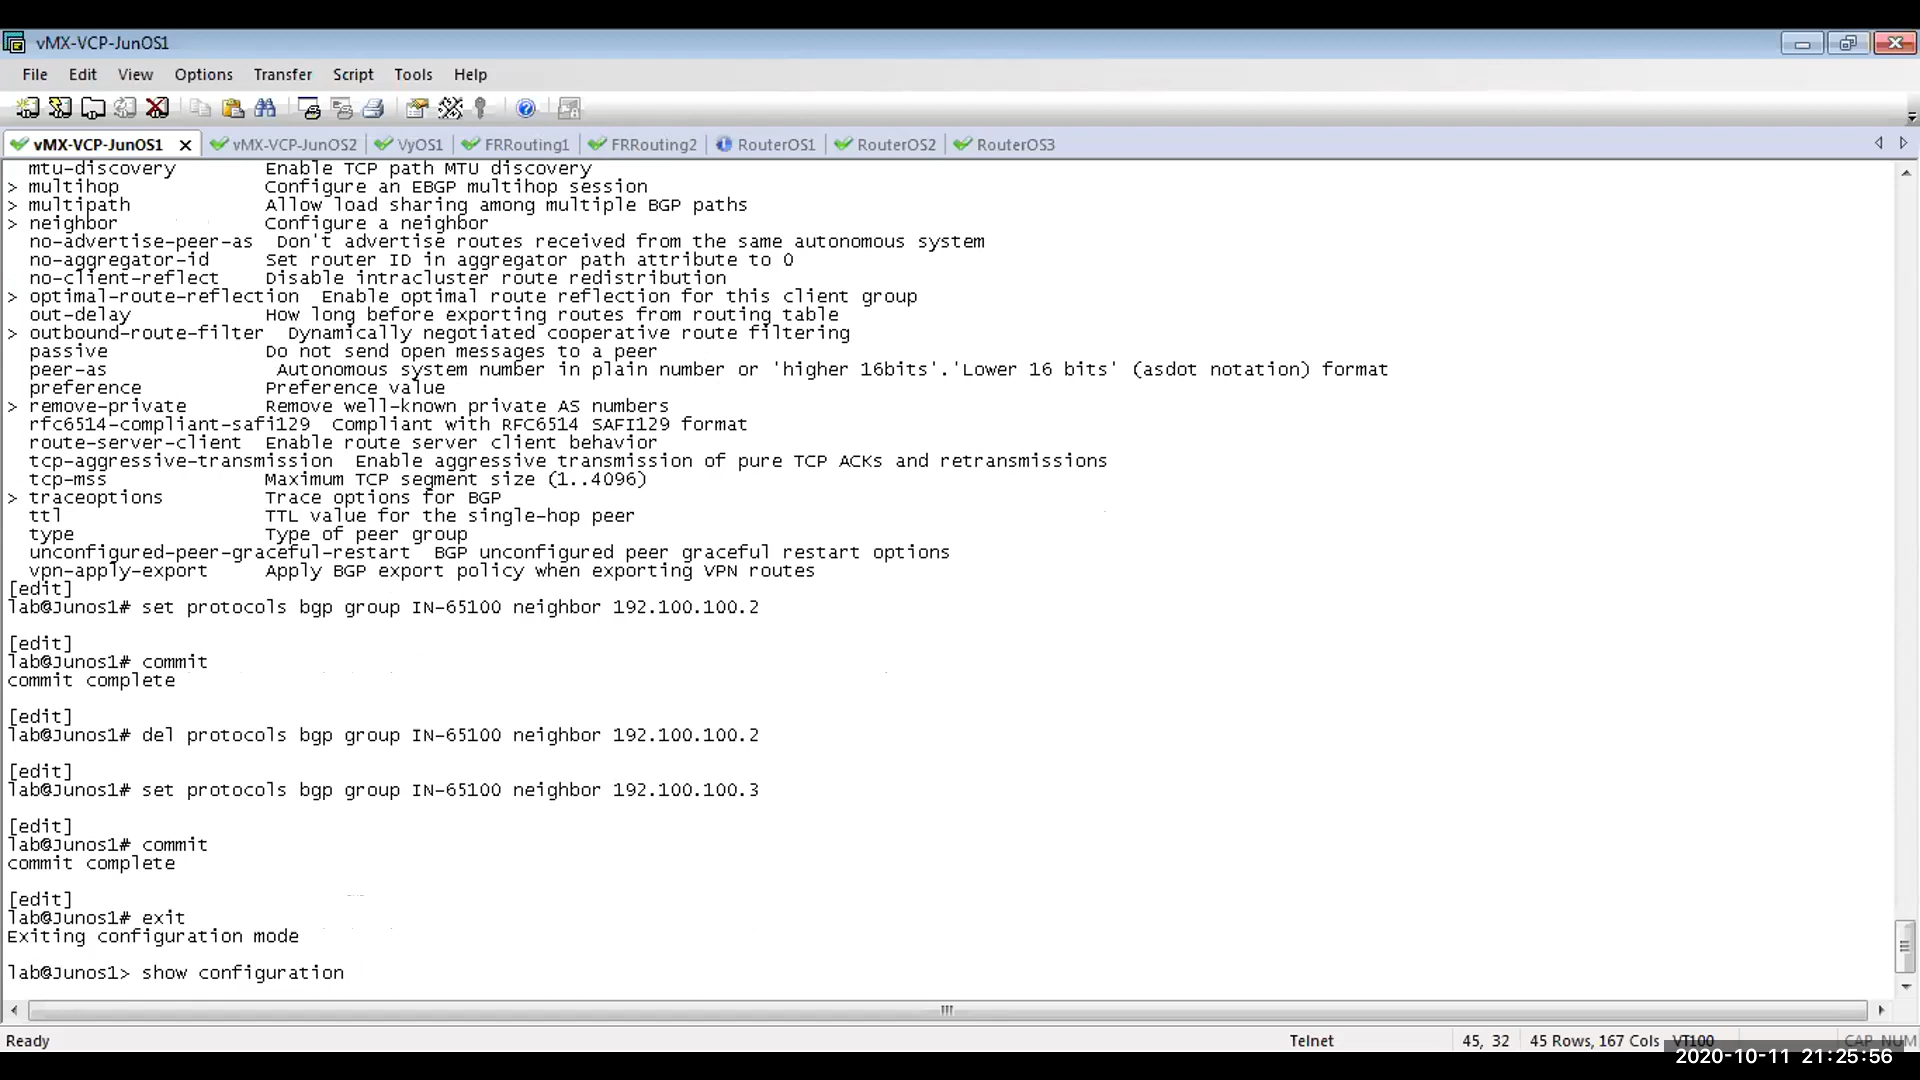 vMX-VCP-JunOS1
File Edit View Options Transfer Script Tools Help
vMX-VCP-JunOS1 vMX-VCP-JunOS2 VyOS1 FRRouting1 FRRouting2 RouterOS1 RouterOS2 RouterOS3
mtu-discovery Enable TCP path MTU discovery
> multihop Configure an EBGP multihop session
> multipath Allow load sharing among multiple BGP paths
> neighbor Configure a neighbor
no-advertise-peer-as Don't advertise routes received from the same autonomous system
no-aggregator-id Set router ID in aggregator path attribute to 0
no-client-reflect Disable intracluster route redistribution
> optimal-route-reflection Enable optimal route reflection for this client group
out-delay How long before exporting routes from routing table
> outbound-route-filter Dynamically negotiated cooperative route filtering
passive Do not send open messages to a peer
peer-as Autonomous system number in plain number or 'higher 16bits'.'Lower 16 bits' (asdot notation) format
preference Preference value
> remove-private Remove well-known private AS numbers
rfc6514-compliant-safi129 Compliant with RFC6514 SAFI129 format
route-server-client Enable route server client behavior
tcp-aggressive-transmission Enable aggressive transmission of pure TCP ACKs and retransmissions
tcp-mss Maximum TCP segment size (1..4096)
> traceoptions Trace options for BGP
ttl TTL value for the single-hop peer
type Type of peer group
unconfigured-peer-graceful-restart BGP unconfigured peer graceful restart options
vpn-apply-export Apply BGP export policy when exporting VPN routes
[edit]
lab@Junos1# set protocols bgp group IN-65100 neighbor 192.100.100.2
[edit]
lab@Junos1# commit
commit complete
[edit]
lab@Junos1# del protocols bgp group IN-65100 neighbor 192.100.100.2
[edit]
lab@Junos1# set protocols bgp group IN-65100 neighbor 192.100.100.3
[edit]
lab@Junos1# commit
commit complete
[edit]
lab@Junos1# exit
Exiting configuration mode
lab@Junos1> show configuration
Ready Telnet 45, 32 45 Rows, 167 Cols VT100 CAP NUM
2020-10-11 21:25:56